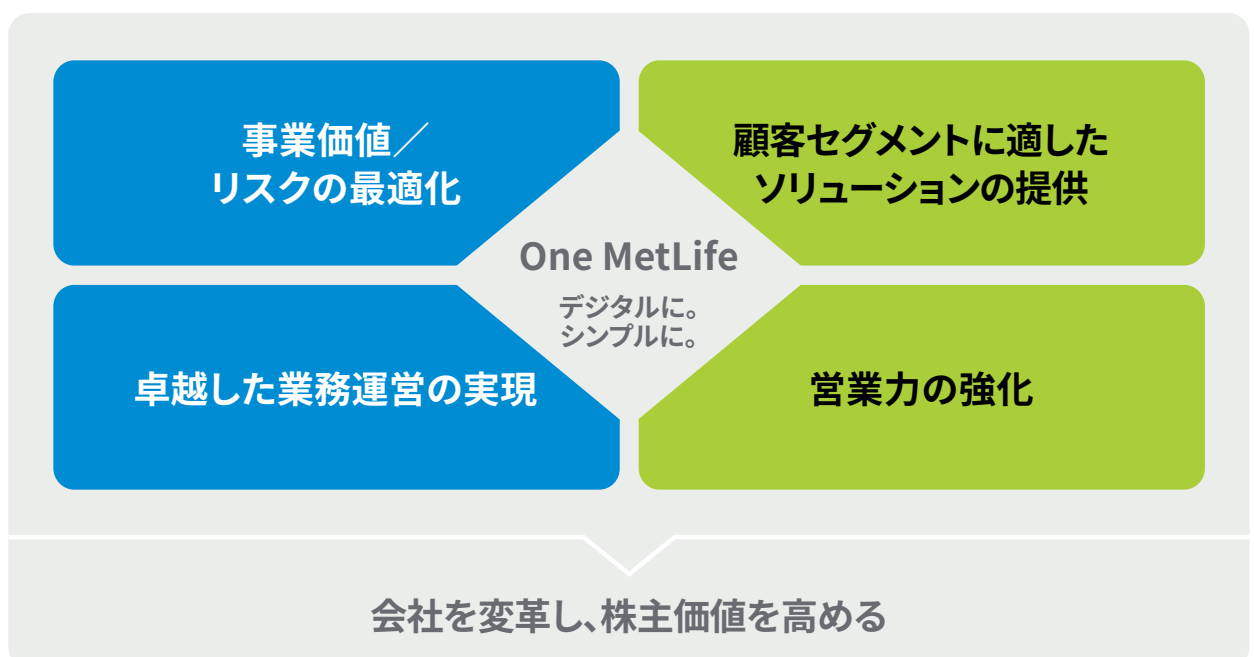 事業価値／
リスクの最適化
顧客セグメントに適した
ソリューションの提供
One MetLife
デジタルに。
シンプルに。
卓越した業務運営の実現
営業力の強化
会社を変革し、株主価値を高める